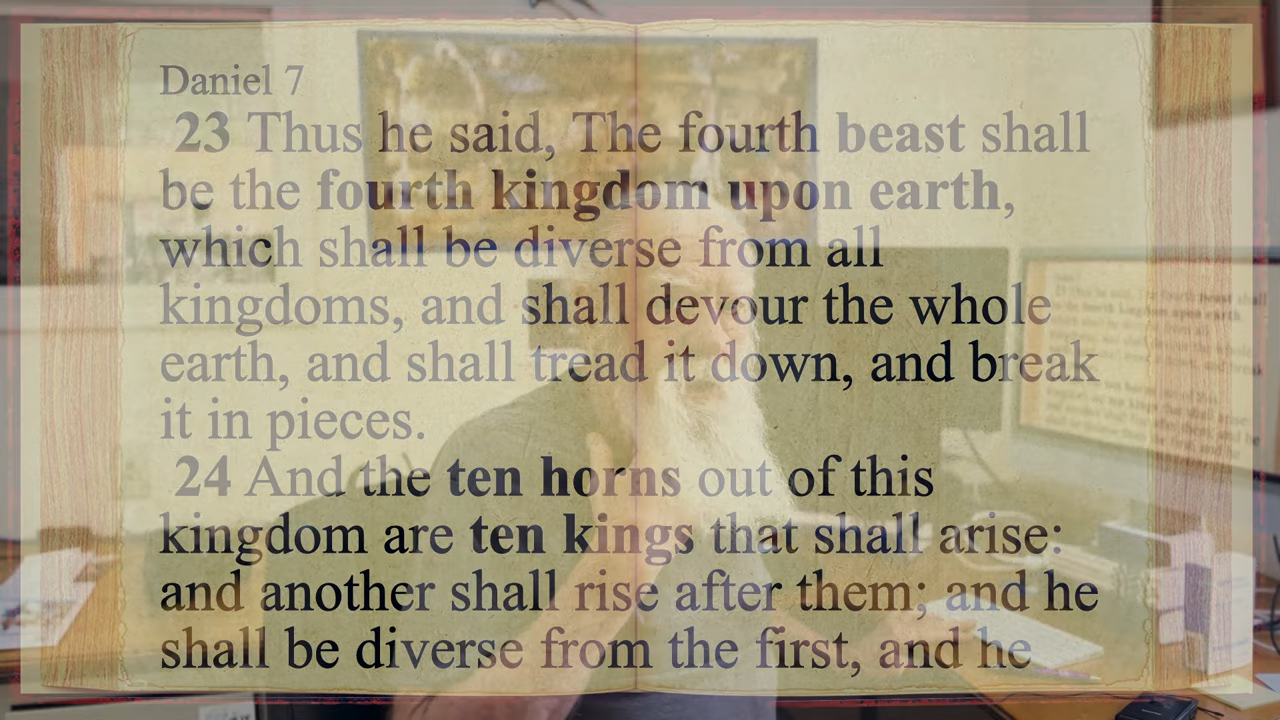 Daniel 7
23 Thus he said, The fourth beast shall
be the fourth kingdom upon earth,
which shall be diverse from all
kingdoms, and shall devour the whole
earth, and shall tread it down, and break
it in pieces.
24 And the ten horns out of this
kingdom are ten kings that shall arise:
and another shall rise after them; and he
shall be diverse from the first, and he